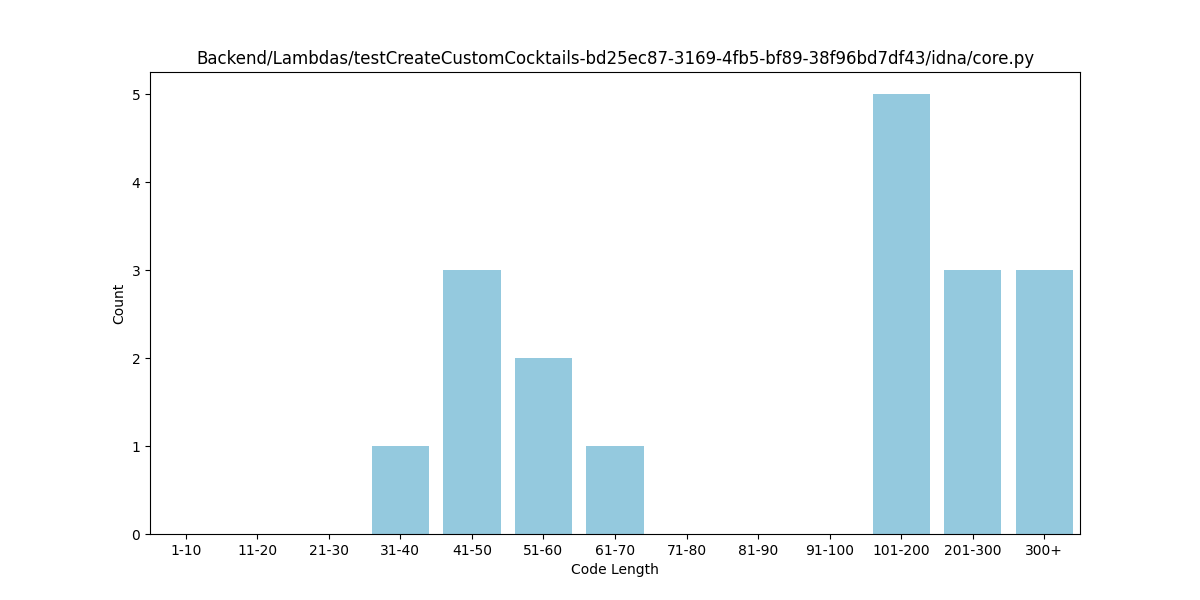 Backend/Lambdas/testCreateCustomCocktails-bd25ec87-3169-4fb5-bf89-38f96bd7df43/idna/core.py
5
4
3
2
1
0
Count
1-10 11-20 21-30 31-40 41-50 51-60 61-70 71-80 81-90 91-100 101-200 201-300 300+
Code Length